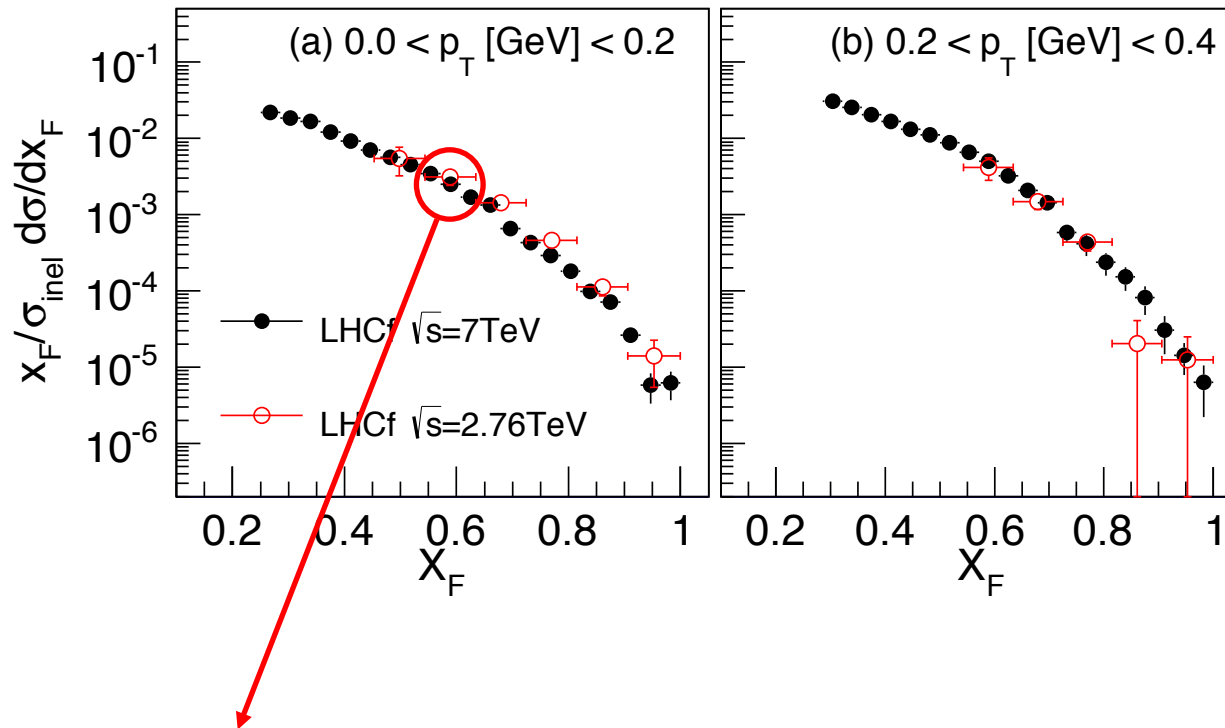 (a) 0.0 < p_T [GeV] < 0.2
(b) 0.2 < p_T [GeV] < 0.4
x_F/σ_inel dσ/dx_F
10^-1
10^-2
10^-3
10^-4
10^-5
10^-6
LHCf √s=7TeV
LHCf √s=2.76TeV
0.2 0.4 0.6 0.8 1
0.2 0.4 0.6 0.8 1
X_F
X_F